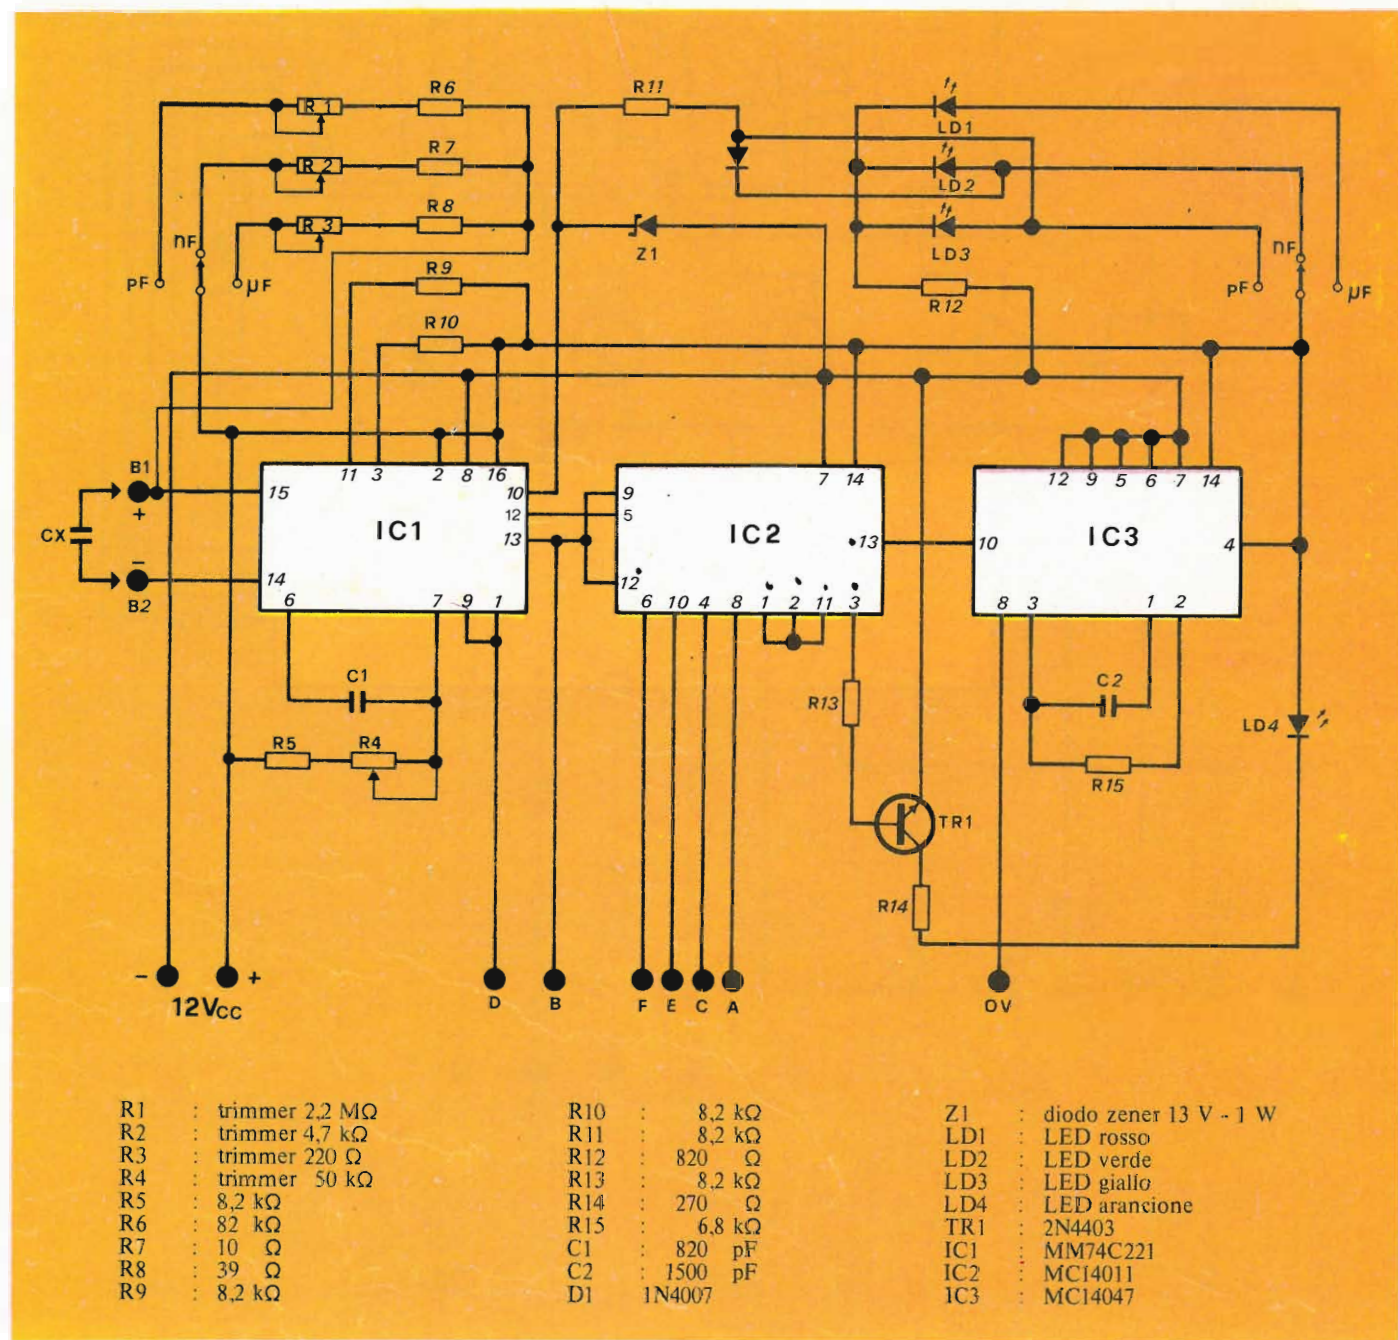 R6
R11
R1
LD1
R7
R2
LD2
R8
R3
nF
Z1
LD3
nF
R9
pF
µF
R12
pF
µF
R10
B1
11 3 2 8 16
7 14
12 9 5 6 7 14
15
10
9
+
12
5
CX
IC1
IC2
IC3
13
13
10
4
-
14
12
B2
6 7 9 1
6 10 4 8 1 2 11 3
8 3 1 2
C1
C2
R13
LD4
R5
R4
R15
TR1
R14
- +
12Vcc
D B F E C A 0V
R1 : trimmer 2,2 MΩ
R2 : trimmer 4,7 kΩ
R3 : trimmer 220 Ω
R4 : trimmer 50 kΩ
R5 : 8,2 kΩ
R6 : 82 kΩ
R7 : 10 Ω
R8 : 39 Ω
R9 : 8,2 kΩ
R10 : 8,2 kΩ
R11 : 8,2 kΩ
R12 : 820 Ω
R13 : 8,2 kΩ
R14 : 270 Ω
R15 : 6,8 kΩ
C1 : 820 pF
C2 : 1500 pF
D1 1N4007
Z1 : diodo zener 13 V - 1 W
LD1 : LED rosso
LD2 : LED verde
LD3 : LED giallo
LD4 : LED arancione
TR1 : 2N4403
IC1 : MM74C221
IC2 : MC14011
IC3 : MC14047